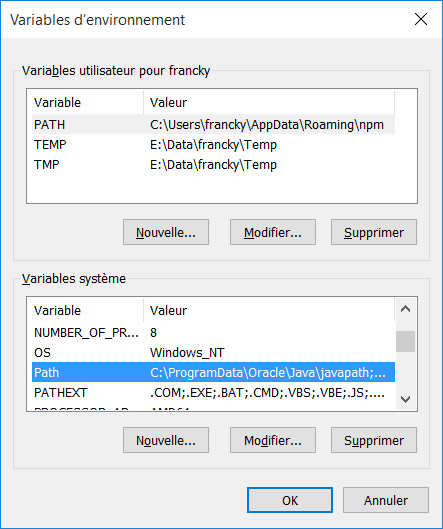 Variables d'environnement
Variables utilisateur pour francky
Variable Valeur
PATH C:\Users\francky\AppData\Roaming\npm
TEMP E:\Data\francky\Temp
TMP E:\Data\francky\Temp
Nouvelle... Modifier... Supprimer
Variables système
Variable Valeur
NUMBER_OF_PR... 8
OS Windows_NT
Path C:\ProgramData\Oracle\Java\javapath;...
PATHEXT .COM;.EXE;.BAT;.CMD;.VBS;.VBE;.JS;....
PROCESSOR_AR... AMD64
Nouvelle... Modifier... Supprimer
OK Annuler